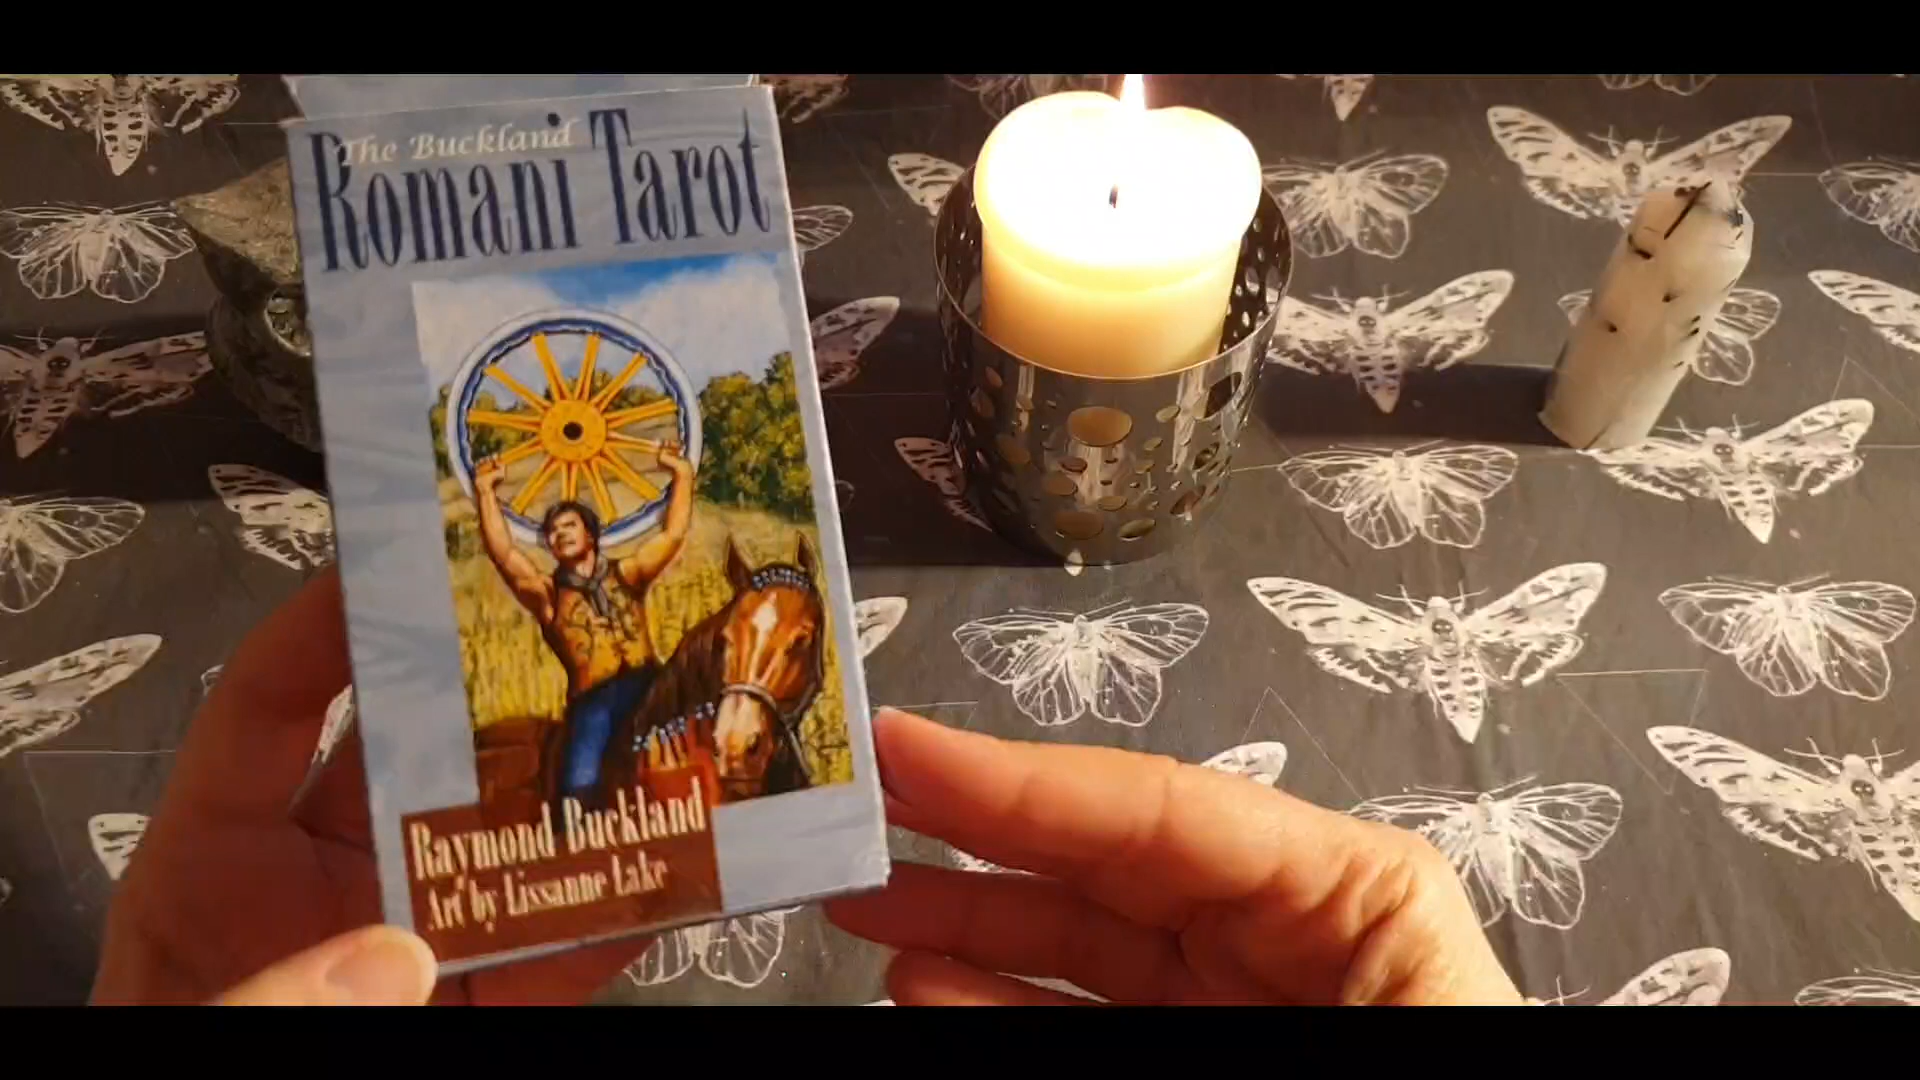 The Buckland
Romani Tarot
Raymond Buckland
Art by Lissanne Lake